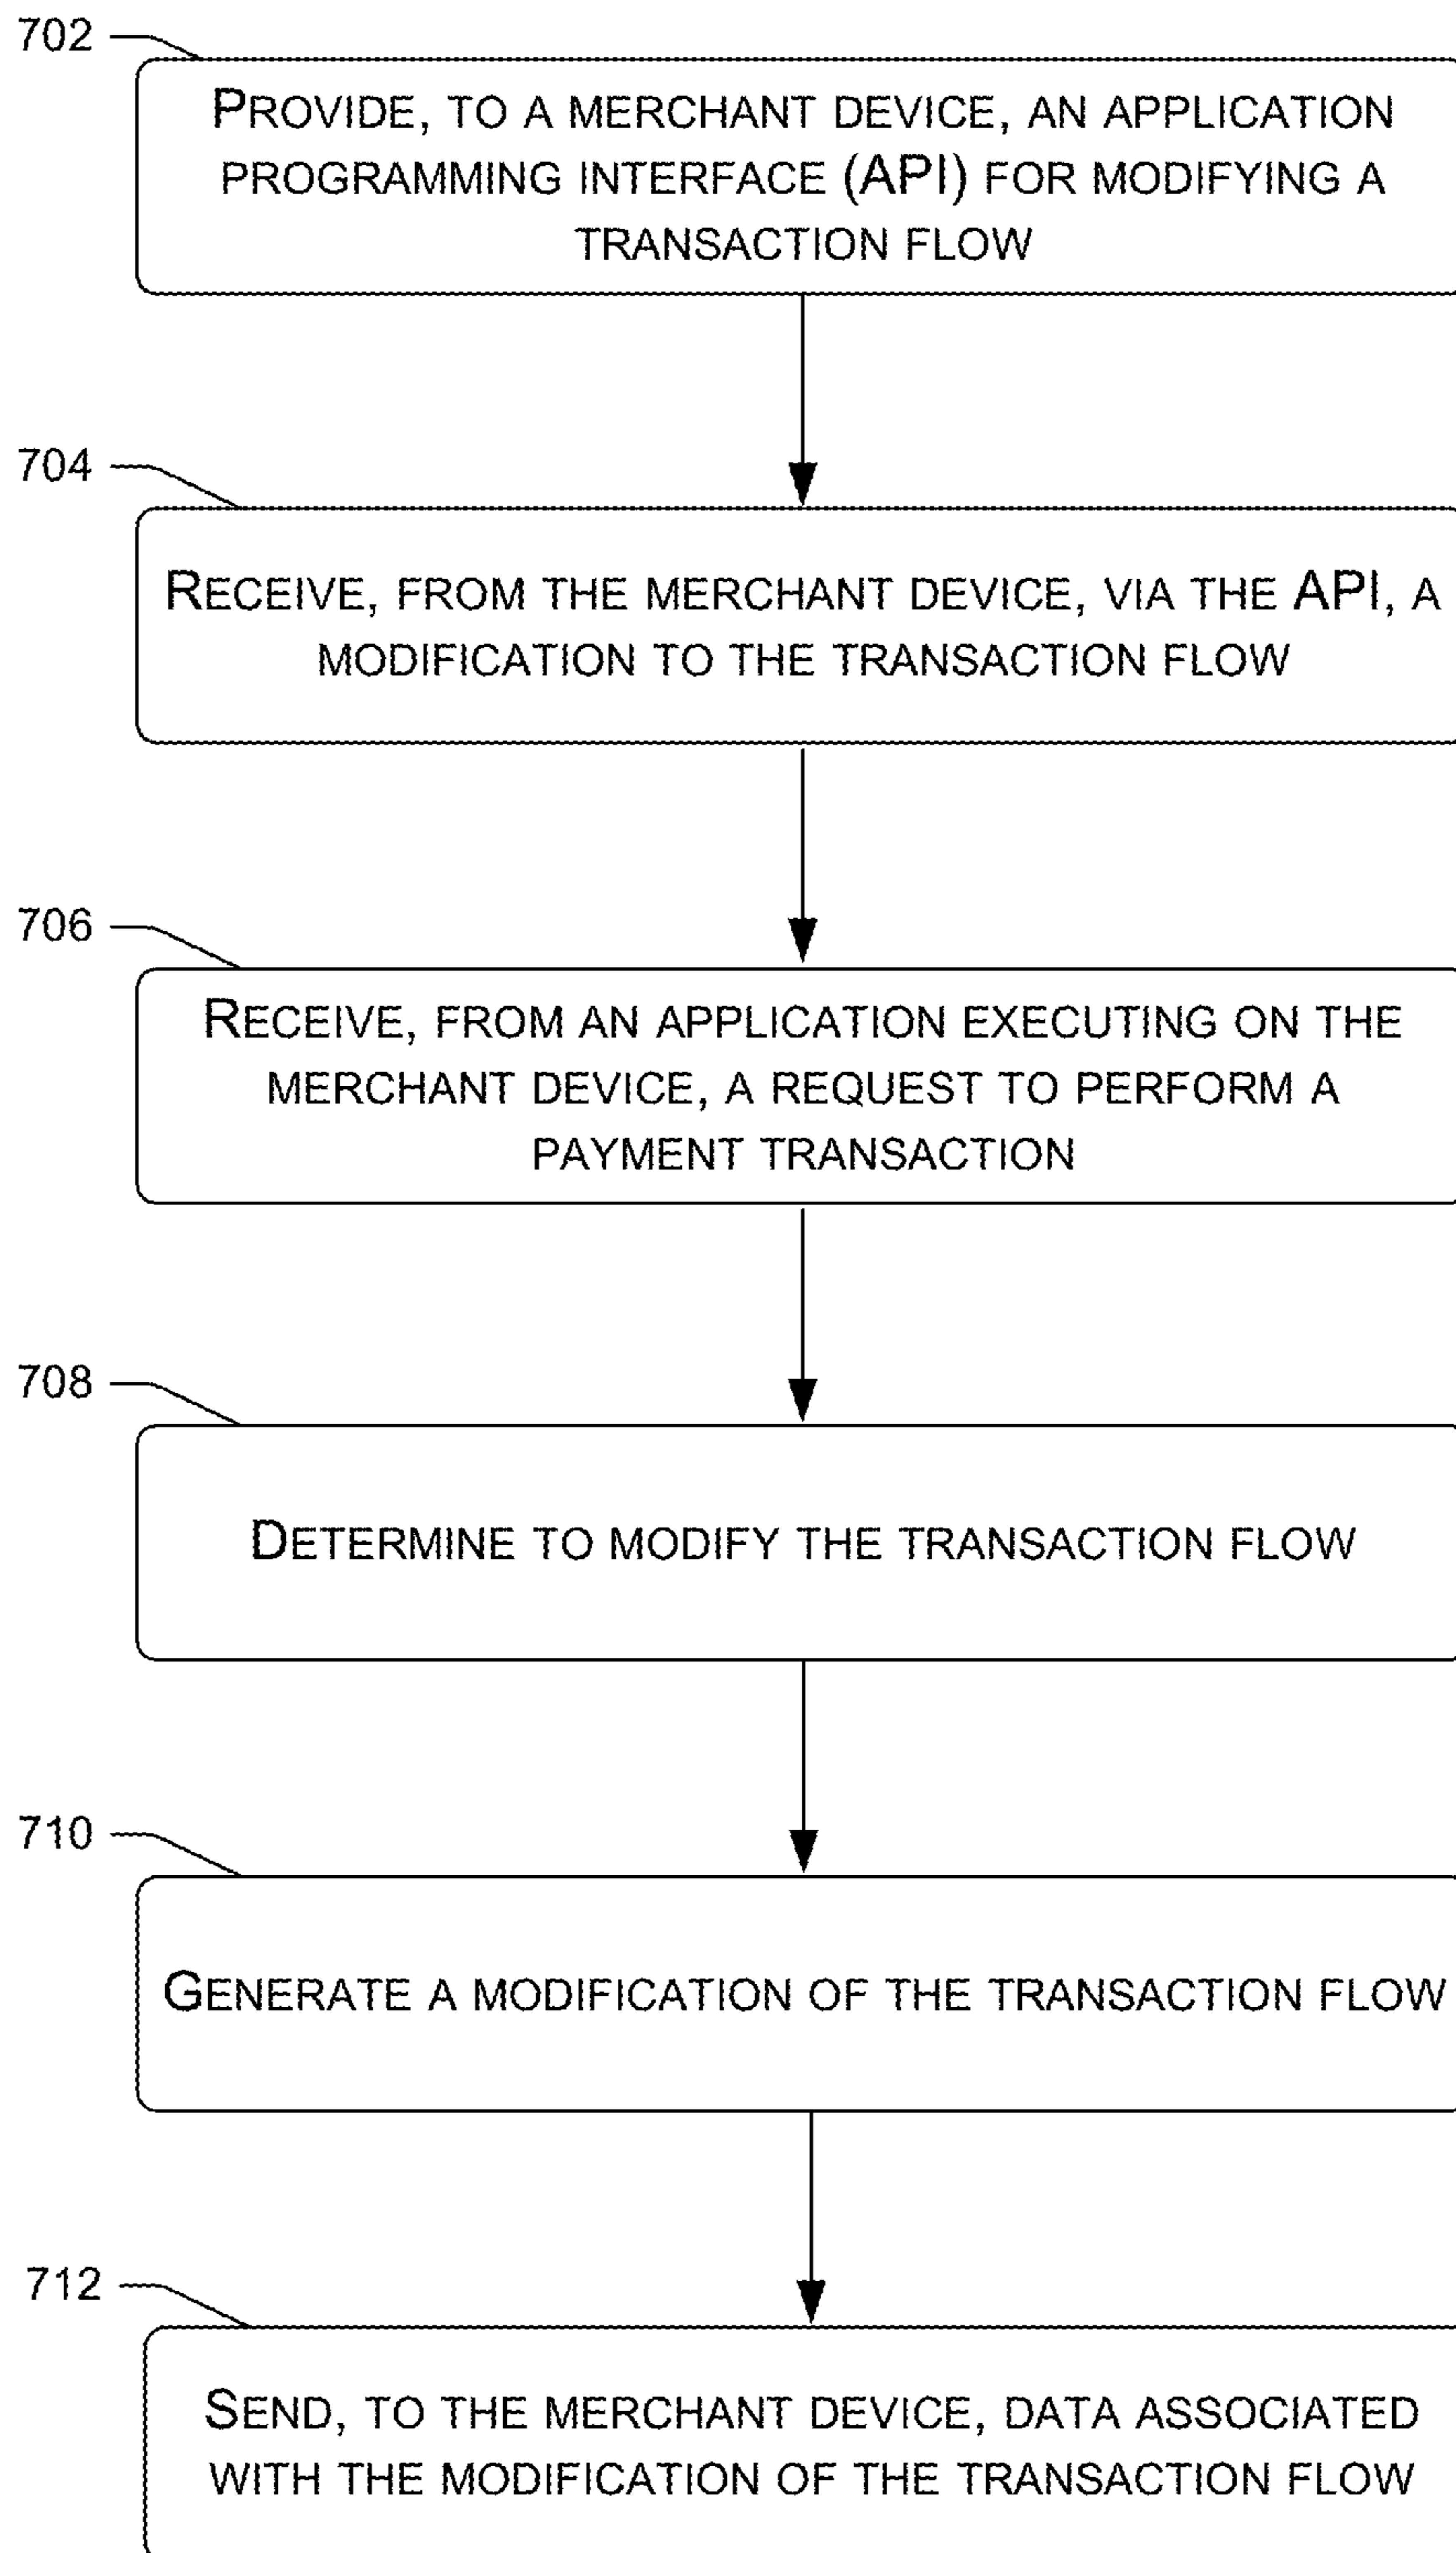 702
PROVIDE, TO A MERCHANT DEVICE, AN APPLICATION
PROGRAMMING INTERFACE (API) FOR MODIFYING A
TRANSACTION FLOW
704
RECEIVE, FROM THE MERCHANT DEVICE, VIA THE API, A
MODIFICATION TO THE TRANSACTION FLOW
706
RECEIVE, FROM AN APPLICATION EXECUTING ON THE
MERCHANT DEVICE, A REQUEST TO PERFORM A
PAYMENT TRANSACTION
708
DETERMINE TO MODIFY THE TRANSACTION FLOW
710
GENERATE A MODIFICATION OF THE TRANSACTION FLOW
712
SEND, TO THE MERCHANT DEVICE, DATA ASSOCIATED
WITH THE MODIFICATION OF THE TRANSACTION FLOW